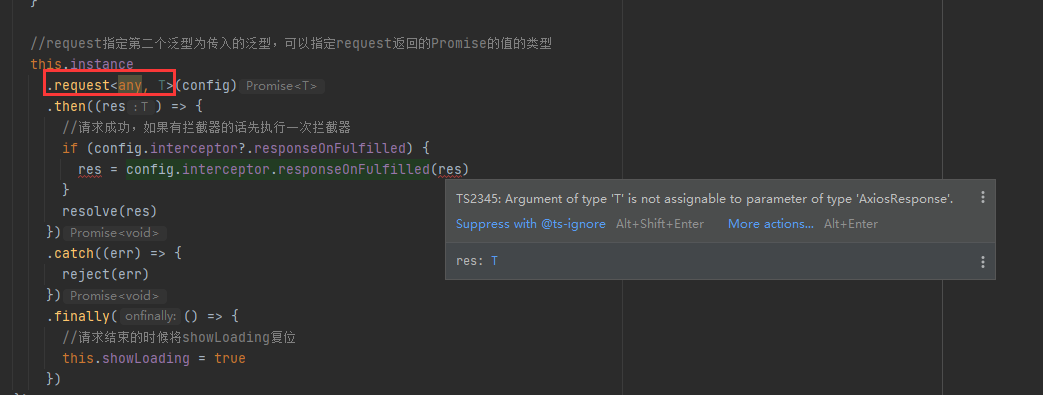 }
//request指定第二个泛型为传入的泛型，可以指定request返回的Promise的值的类型
this.instance
.request<any, T>(config) Promise<T>
.then((res : T ) => {
//请求成功，如果有拦截器的话先执行一次拦截器
if (config.interceptor?.responseOnFulfilled) {
res = config.interceptor.responseOnFulfilled(res)
}
TS2345: Argument of type 'T' is not assignable to parameter of type 'AxiosResponse'.
Suppress with @ts-ignore Alt+Shift+Enter More actions... Alt+Enter
res: T
resolve(res)
}) Promise<void>
.catch((err) => {
reject(err)
}) Promise<void>
.finally( onfinally: () => {
//请求结束的时候将showLoading复位
this.showLoading = true
})